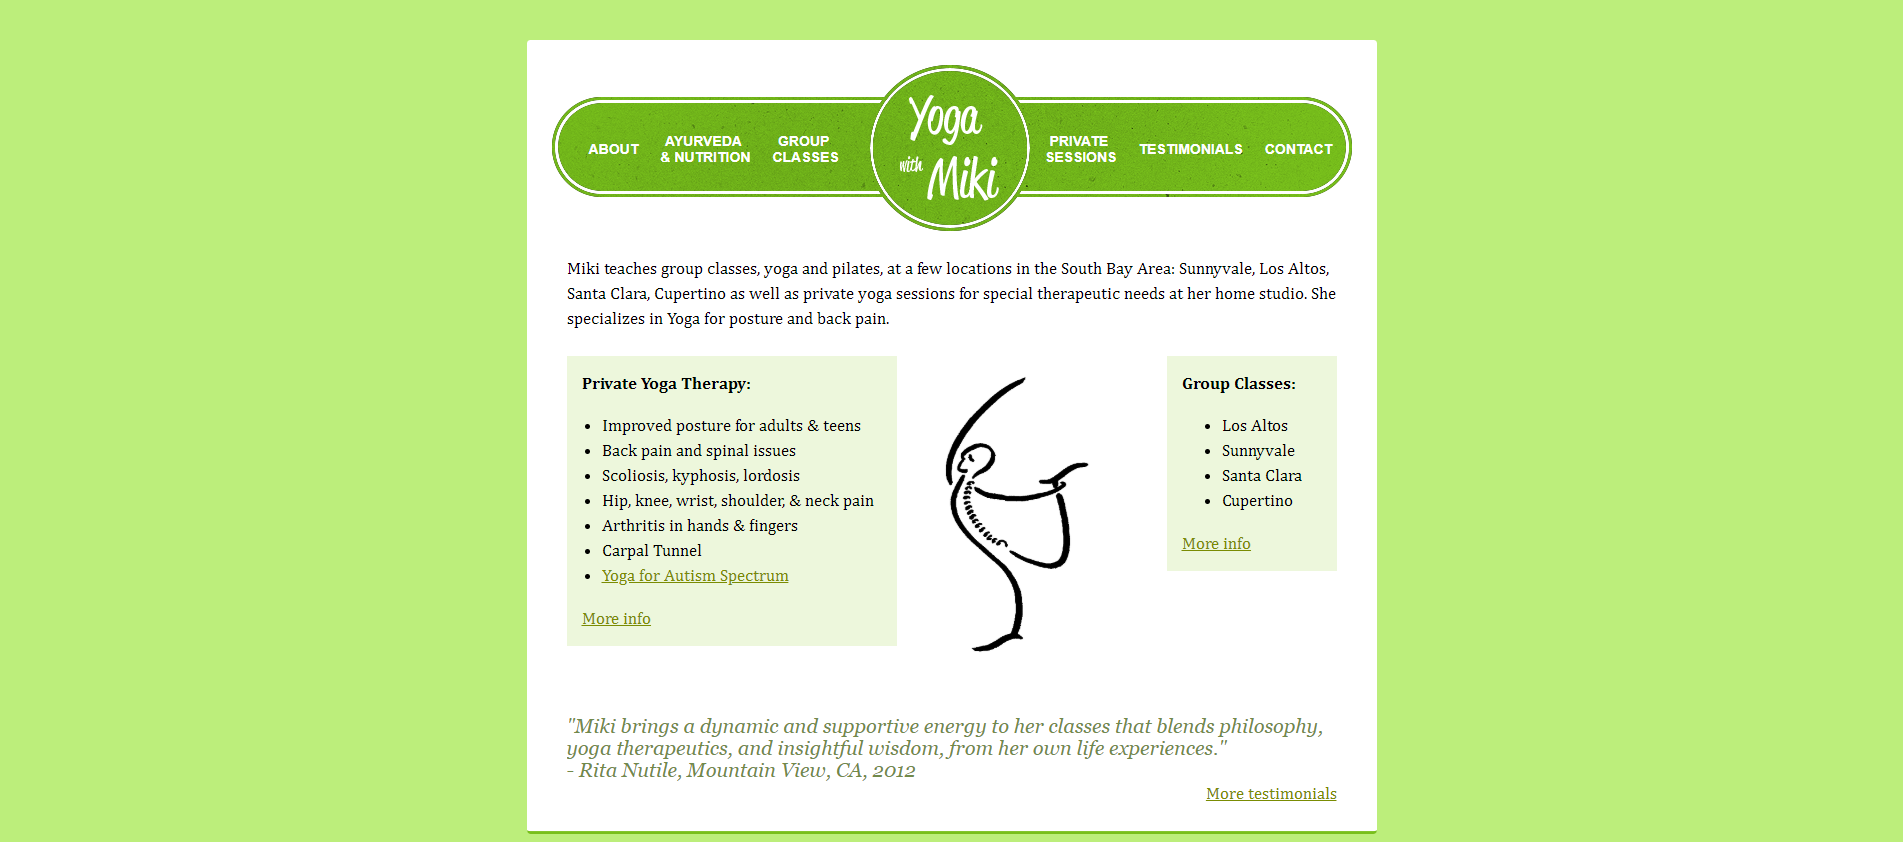 ABOUT
AYURVEDA
& NUTRITION
GROUP
CLASSES
Yoga
with Miki
PRIVATE
SESSIONS
TESTIMONIALS
CONTACT
Miki teaches group classes, yoga and pilates, at a few locations in the South Bay Area: Sunnyvale, Los Altos,
Santa Clara, Cupertino as well as private yoga sessions for special therapeutic needs at her home studio. She
specializes in Yoga for posture and back pain.
Private Yoga Therapy:
• Improved posture for adults & teens
• Back pain and spinal issues
• Scoliosis, kyphosis, lordosis
• Hip, knee, wrist, shoulder, & neck pain
• Arthritis in hands & fingers
• Carpal Tunnel
• Yoga for Autism Spectrum
More info
Group Classes:
• Los Altos
• Sunnyvale
• Santa Clara
• Cupertino
More info
"Miki brings a dynamic and supportive energy to her classes that blends philosophy,
yoga therapeutics, and insightful wisdom, from her own life experiences."
- Rita Nutile, Mountain View, CA, 2012
More testimonials